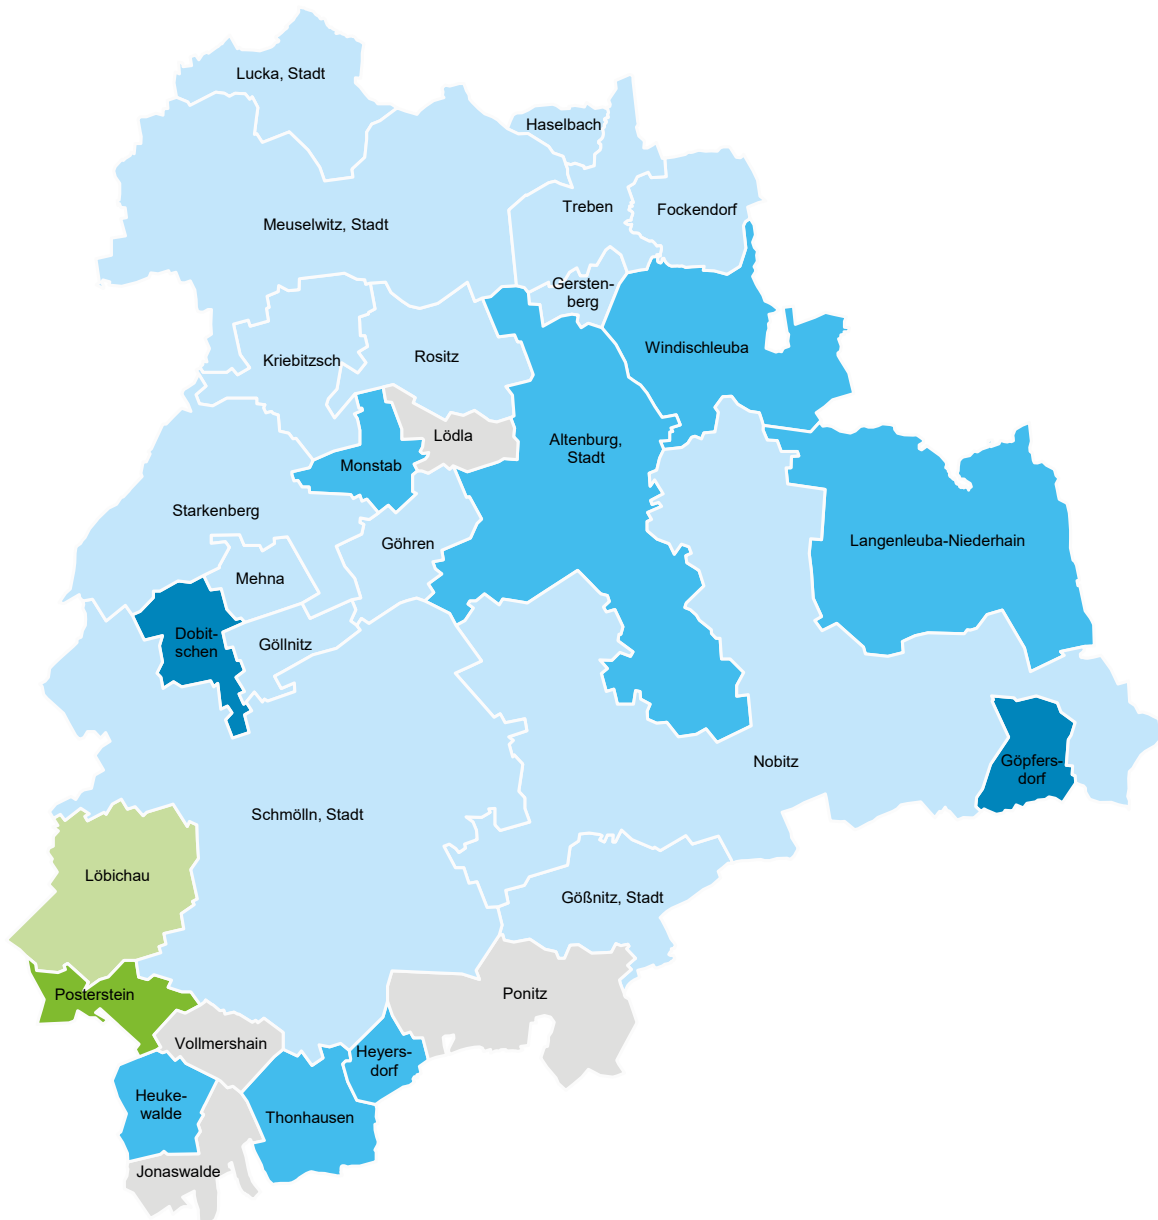 Lucka, Stadt
Haselbach
Treben
Fockendorf
Meuselwitz, Stadt
Gersten-
berg
Windischleuba
Kriebitzsch
Rositz
Lödla
Altenburg,
Stadt
Monstab
Starkenberg
Göhren
Langenleuba-Niederhain
Mehna
Dobit-
schen
Göllnitz
Nobitz
Göpfers-
dorf
Schmölln, Stadt
Löbichau
Gößnitz, Stadt
Posterstein
Ponitz
Vollmershain
Heyers-
dorf
Heuke-
walde
Thonhausen
Jonaswalde